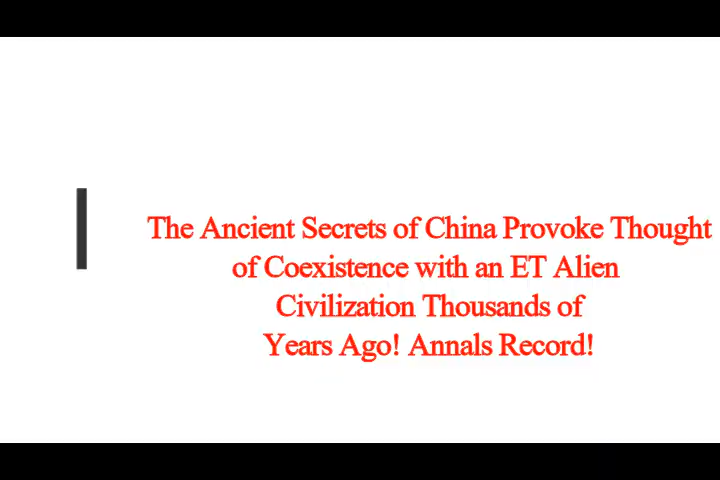 The Ancient Secrets of China Provoke Thought
of Coexistence with an ET Alien
Civilization Thousands of
Years Ago! Annals Record!